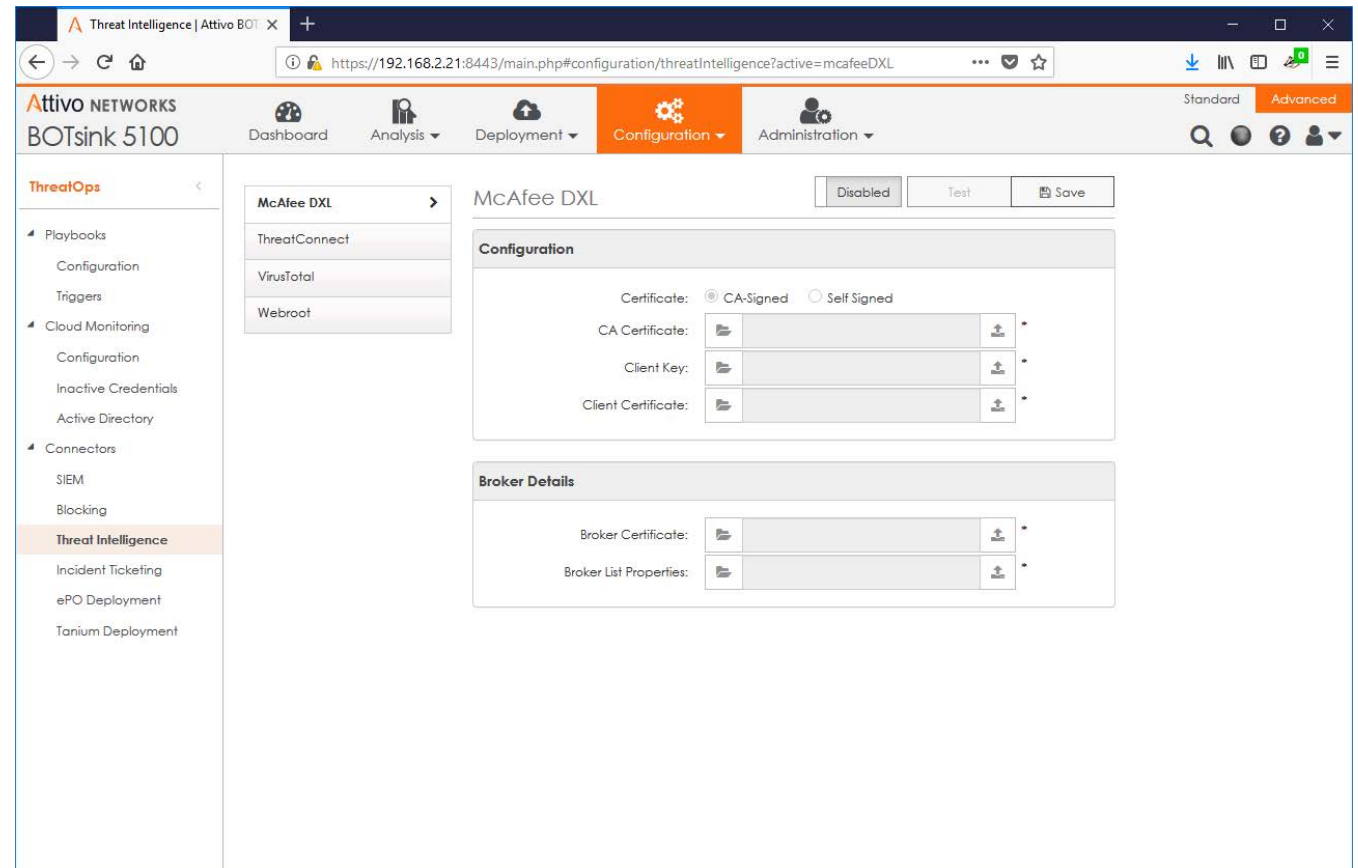 Threat Intelligence | Attivo BOT
https://192.168.2.21:8443/main.php#configuration/threatIntelligence?active=mcafeeDXL
0
Attivo NETWORKS
BOTsink 5100
Dashboard
Analysis
Deployment
Configuration
Administration
Standard
Advanced
ThreatOps
Playbooks
Configuration
Triggers
Cloud Monitoring
Configuration
Inactive Credentials
Active Directory
Connectors
SIEM
Blocking
Threat Intelligence
Incident Ticketing
ePO Deployment
Tanium Deployment
McAfee DXL
ThreatConnect
VirusTotal
Webroot
McAfee DXL
Disabled
Test
Save
Configuration
Certificate: CA-Signed Self Signed
CA Certificate: *
Client Key: *
Client Certificate: *
Broker Details
Broker Certificate: *
Broker List Properties: *